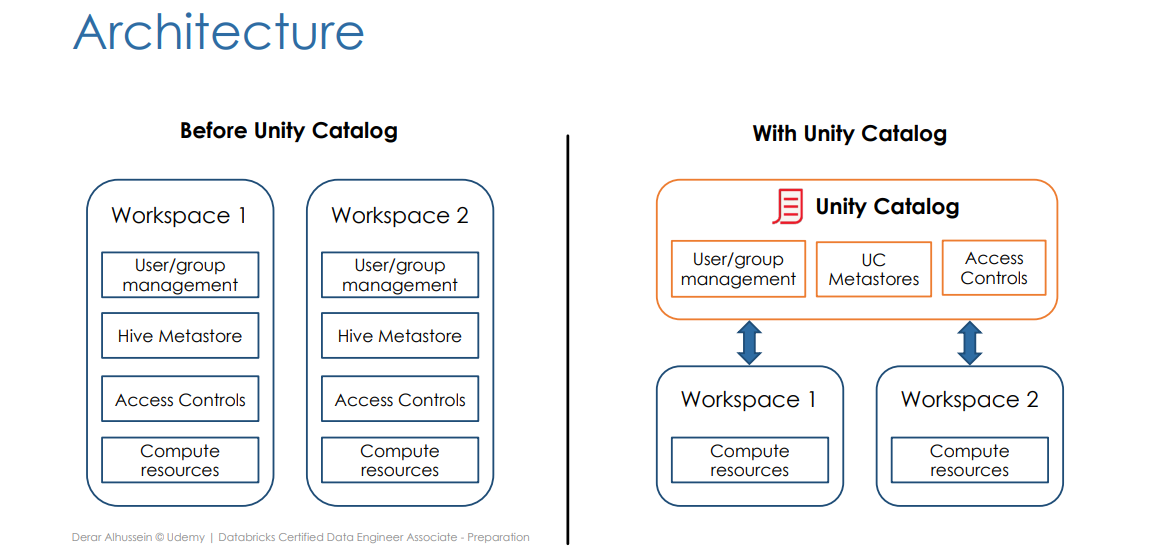 Architecture
Before Unity Catalog
Workspace 1
User/group
management
Hive Metastore
Access Controls
Compute
resources
Workspace 2
User/group
management
Hive Metastore
Access Controls
Compute
resources
With Unity Catalog
Unity Catalog
User/group
management
UC
Metastores
Access
Controls
Workspace 1
Compute
resources
Workspace 2
Compute
resources
Derar Alhussein © Udemy | Databricks Certified Data Engineer Associate - Preparation